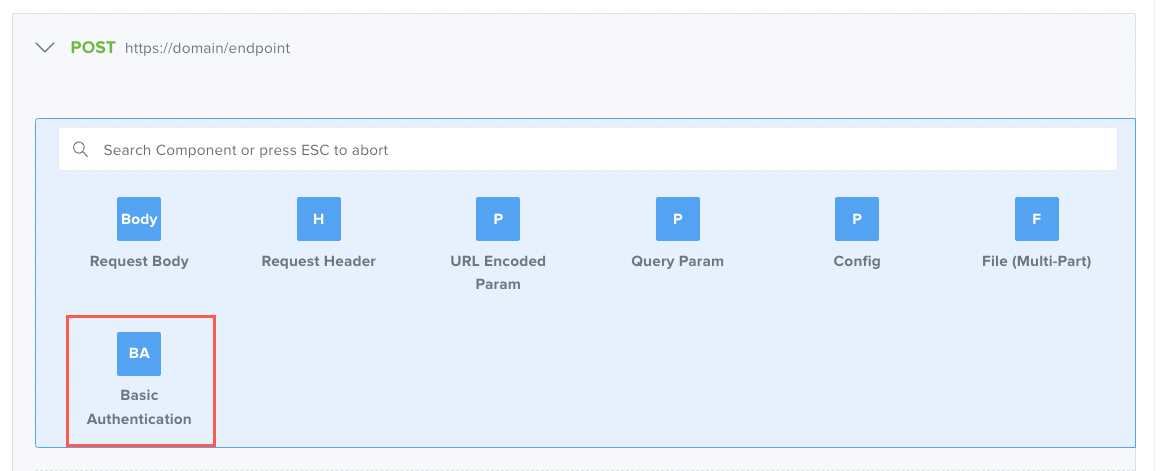 POST https://domain/endpoint
Search Component or press ESC to abort
Body H P P P F
Request Body Request Header URL Encoded Query Param Config File (Multi-Part)
Param
BA
Basic
Authentication